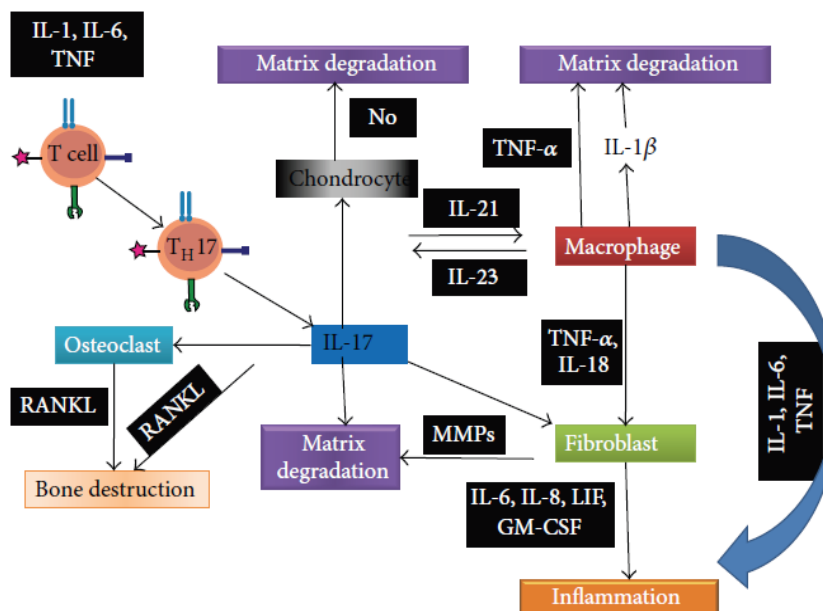 IL-1, IL-6,
TNF
Matrix degradation
Matrix degradation
No
TNF-α
IL-1β
T cell
Chondrocyte
IL-21
TH17
Macrophage
IL-23
Osteoclast
IL-17
TNF-α,
IL-18
IL-1, IL-6,
TNF
RANKL
RANKL
MMPs
Matrix
degradation
Fibroblast
Bone destruction
IL-6, IL-8, LIF,
GM-CSF
Inflammation